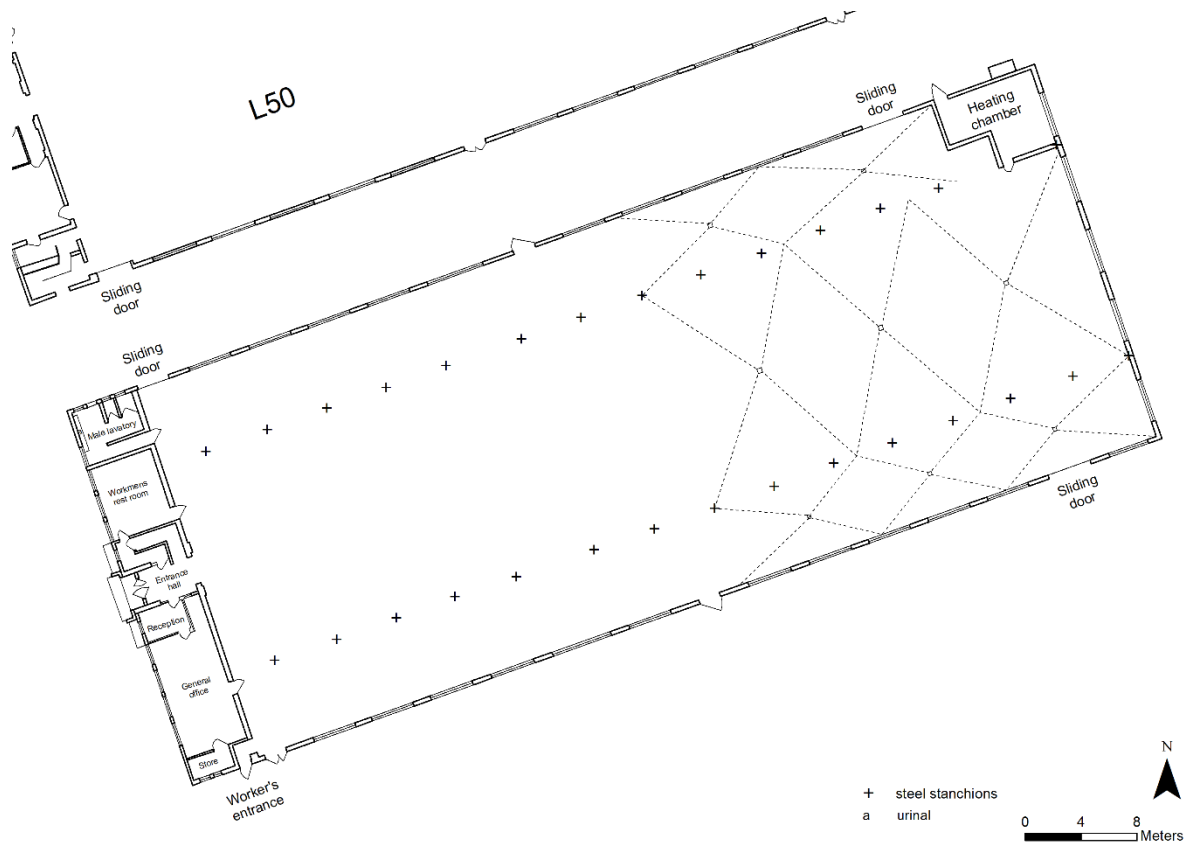 L50
Sliding
door
Heating
chamber
Sliding
door
Sliding
door
Male lavatory
Workmens
rest room
Entrance
hall
Reception
General
office
Store
Worker's
entrance
Sliding
door
N
+ steel stanchions
a urinal
0 4 8
Meters